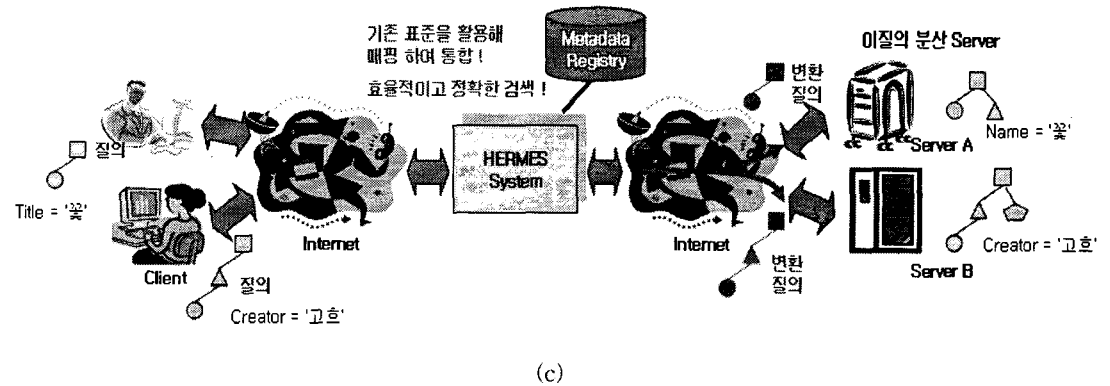 기존 표준을 활용해
매핑 하여 통합 !
효율적이고 정확한 검색 !
Metadata
Registry
이질의 분산 Server
변환
질의
Name = '꽃'
Server A
질의
Title = '꽃'
HERMES
System
Internet
Internet
Client
질의
Creator = '고흐'
변환
질의
Creator = '고흐'
Server B
(c)